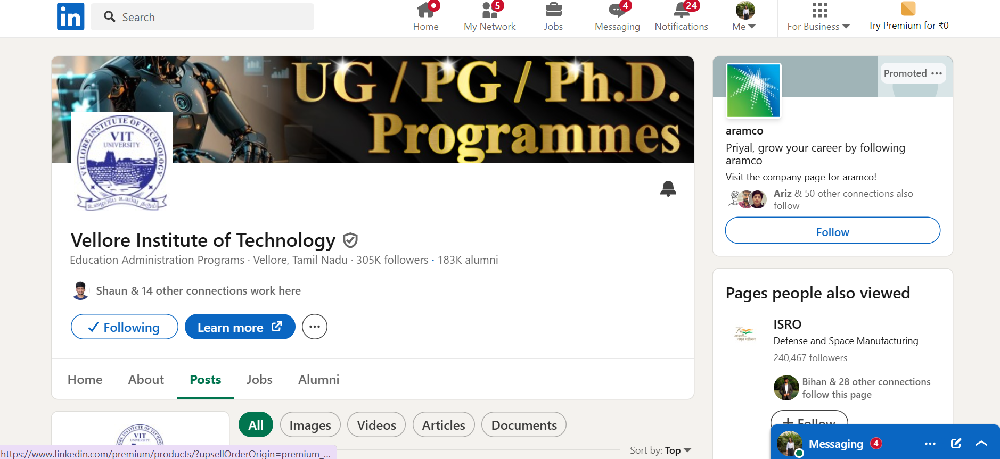 in
Search
Home
5
My Network
Jobs
4
Messaging
24
Notifications
Me
For Business
Try Premium for ₹0
UG / PG / Ph.D.
Programmes
VELLORE INSTITUTE OF TECHNOLOGY
VIT
UNIVERSITY
Vellore Institute of Technology
Education Administration Programs · Vellore, Tamil Nadu · 305K followers · 183K alumni
Shaun & 14 other connections work here
Following
Learn more
Home
About
Posts
Jobs
Alumni
All
Images
Videos
Articles
Documents
VIT
UNIVERSITY
Sort by: Top
https://www.linkedin.com/premium/products/?upsellOrderOrigin=premium_...
Promoted
aramco
Priyal, grow your career by following
aramco
Visit the company page for aramco!
Ariz & 50 other connections also
follow
Follow
Pages people also viewed
ISRO
Defense and Space Manufacturing
240,467 followers
Bihan & 28 other connections
follow this page
+ Follow
Messaging 4